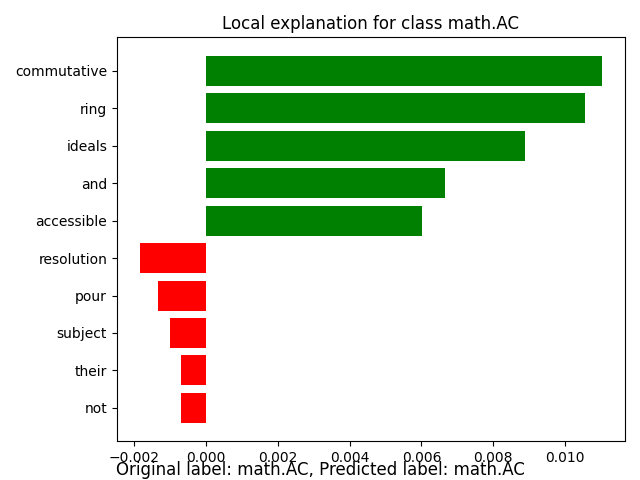 Local explanation for class math.AC
commutative
ring
ideals
and
accessible
resolution
pour
subject
their
not
−0.002 0.000 0.002 0.004 0.006 0.008 0.010
Original label: math.AC, Predicted label: math.AC